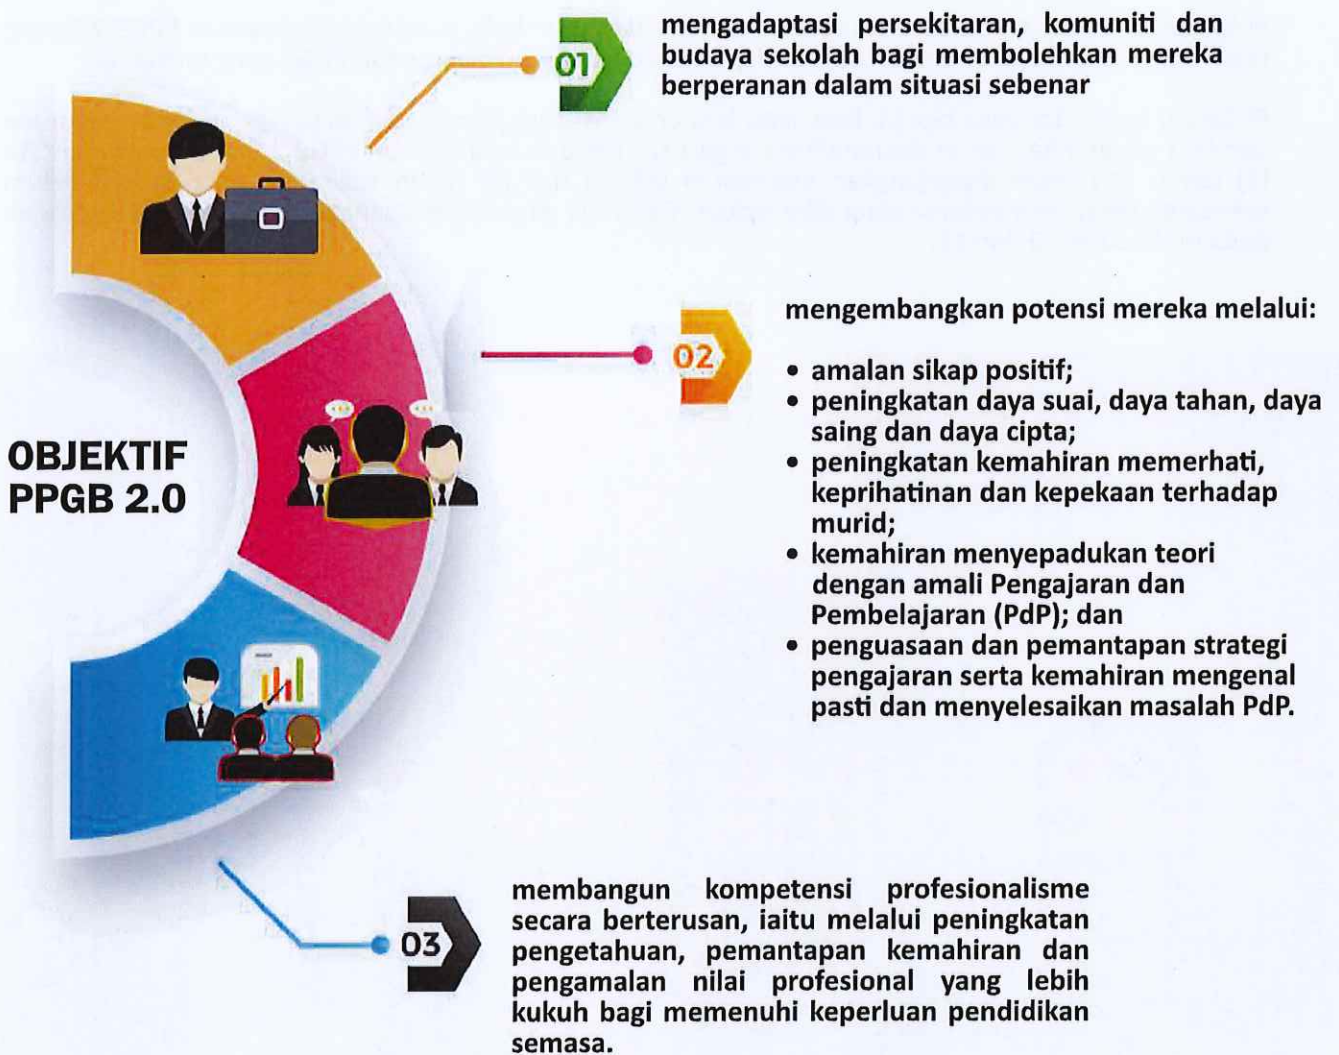 01
mengadaptasi persekitaran, komuniti dan
budaya sekolah bagi membolehkan mereka
berperanan dalam situasi sebenar
OBJEKTIF
PPGB 2.0
02
mengembangkan potensi mereka melalui:
• amalan sikap positif;
• peningkatan daya suai, daya tahan, daya
saing dan daya cipta;
• peningkatan kemahiran memerhati,
keprihatinan dan kepekaan terhadap
murid;
• kemahiran menyepadukan teori
dengan amali Pengajaran dan
Pembelajaran (PdP); dan
• penguasaan dan pemantapan strategi
pengajaran serta kemahiran mengenal
pasti dan menyelesaikan masalah PdP.
03
membangun kompetensi profesionalisme
secara berterusan, iaitu melalui peningkatan
pengetahuan, pemantapan kemahiran dan
pengamalan nilai profesional yang lebih
kukuh bagi memenuhi keperluan pendidikan
semasa.